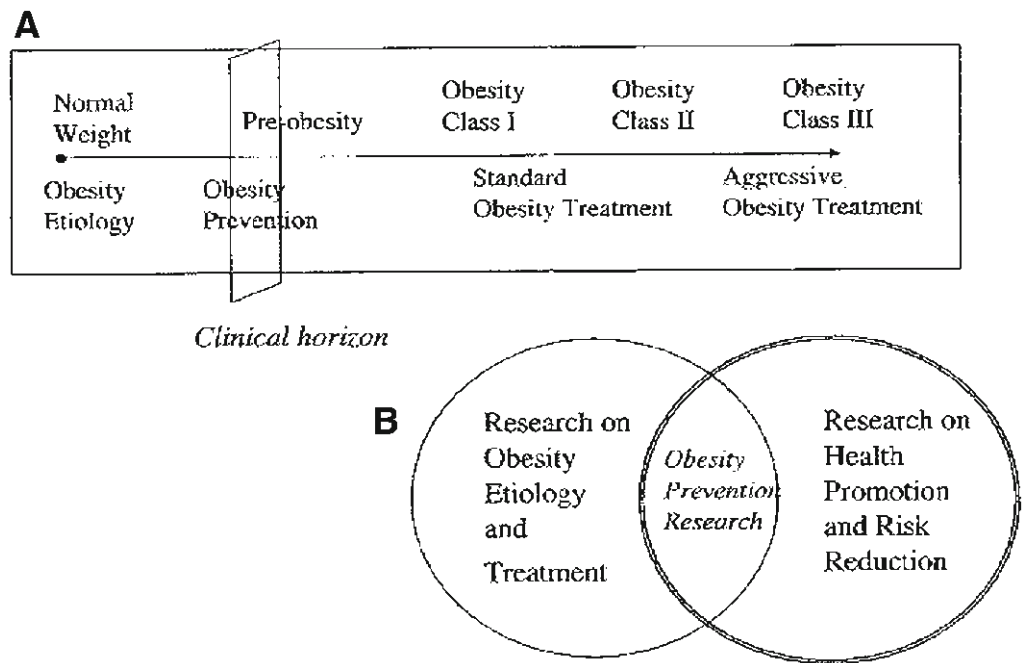 A
Normal
Weight
Pre-obesity
Obesity
Class I
Obesity
Class II
Obesity
Class III
Obesity
Etiology
Obesity
Prevention
Standard
Obesity Treatment
Aggressive
Obesity Treatment
Clinical horizon
B
Research on
Obesity
Etiology
and
Treatment
Obesity
Prevention
Research
Research on
Health
Promotion
and Risk
Reduction